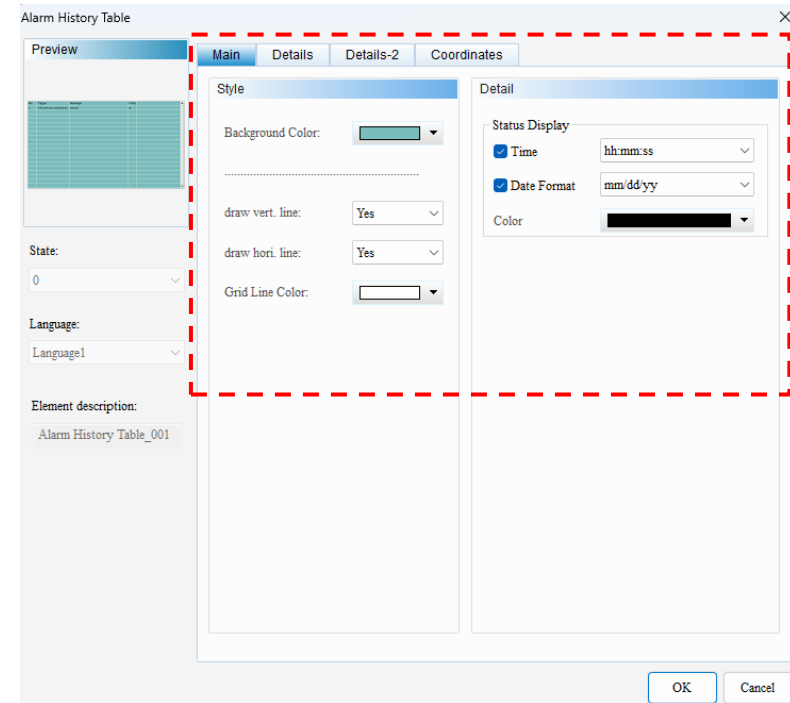 Alarm History Table
Preview
Main Details Details-2 Coordinates
Style
Detail
Background Color:
draw vert. line: Yes
draw hori. line: Yes
Grid Line Color:
Status Display
Time hh:mm:ss
Date Format mm/dd/yy
Color
State:
0
Language:
Language1
Element description:
Alarm History Table_001
OK Cancel